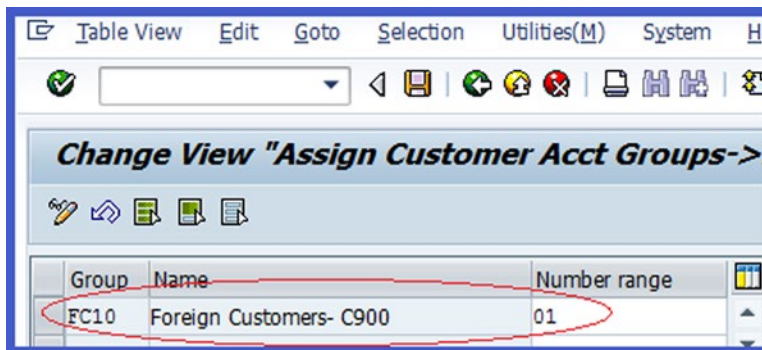 Table View Edit Goto Selection Utilities(M) System H
Change View "Assign Customer Acct Groups->
Group Name Number range
FC10 Foreign Customers- C900 01